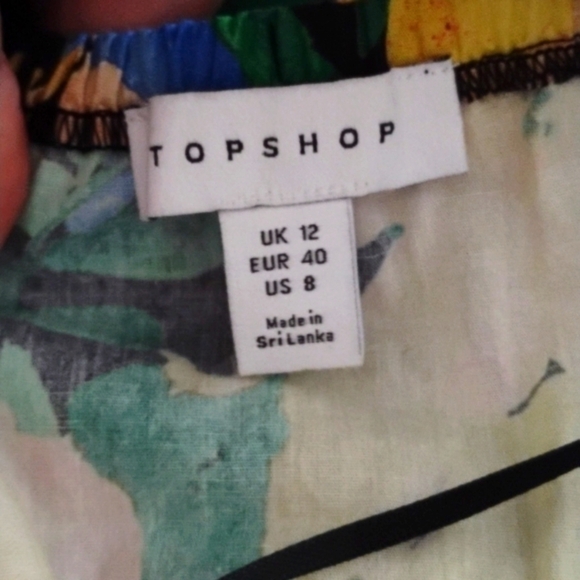 TOPSHOP
UK 12
EUR 40
US 8
Made in
Sri Lanka